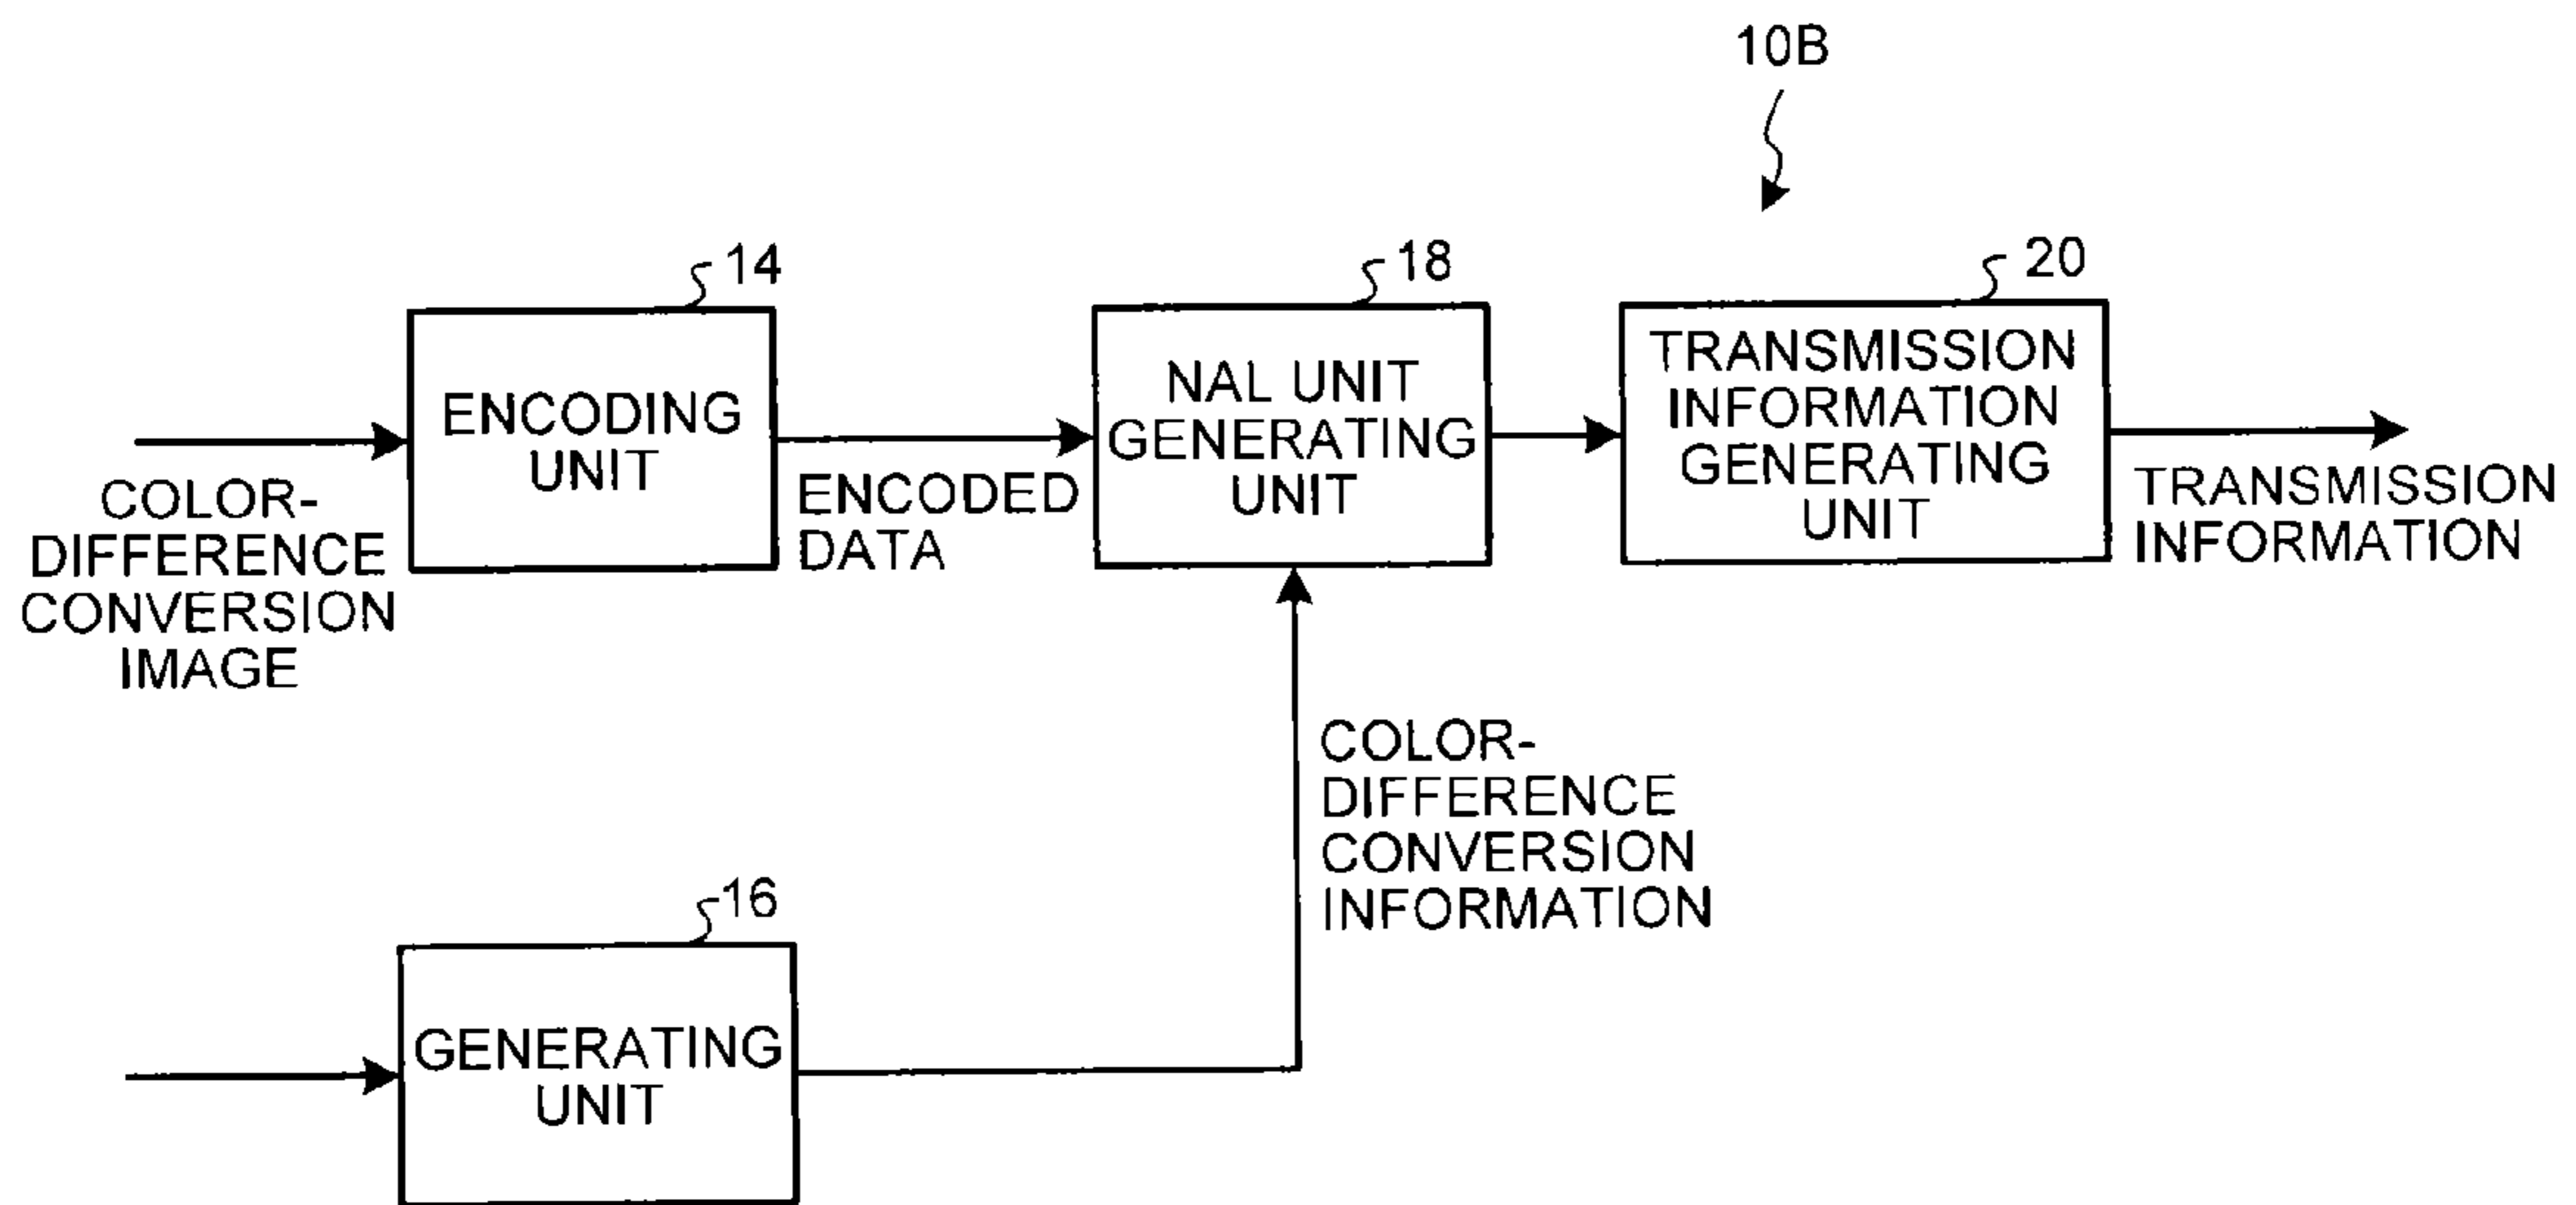 10B
14
18
20
ENCODING
UNIT
NAL UNIT
GENERATING
UNIT
TRANSMISSION
INFORMATION
GENERATING
UNIT
COLOR-
DIFFERENCE
CONVERSION
IMAGE
ENCODED
DATA
TRANSMISSION
INFORMATION
COLOR-
DIFFERENCE
CONVERSION
INFORMATION
16
GENERATING
UNIT